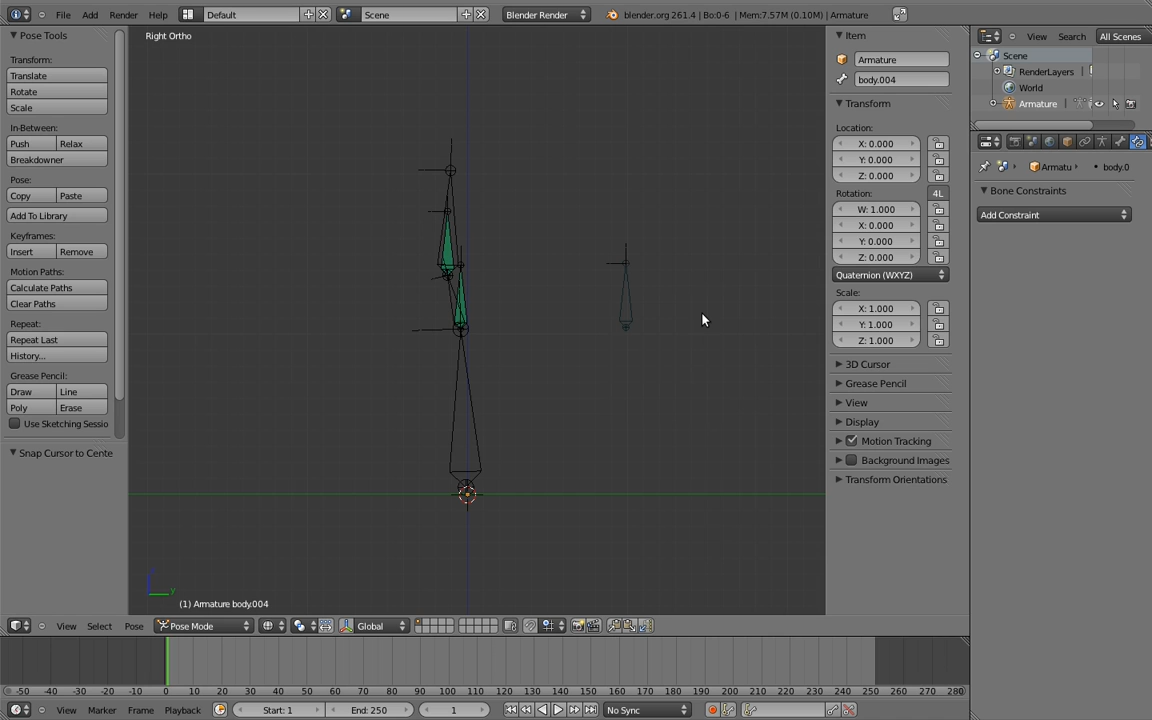 File Add Render Help Default Scene Blender Render blender.org 261.4 | Bo:0-6 | Mem:7.57M (0.10M) | Armature
Pose Tools
Transform:
Translate
Rotate
Scale
In-Between:
Push Relax
Breakdowner
Pose:
Copy Paste
Add To Library
Keyframes:
Insert Remove
Motion Paths:
Calculate Paths
Clear Paths
Repeat:
Repeat Last
History...
Grease Pencil:
Draw Line
Poly Erase
Use Sketching Sessio
Snap Cursor to Cente
Right Ortho
y
(1) Armature body.004
Item
Armature
body.004
Transform
Location:
X: 0.000
Y: 0.000
Z: 0.000
Rotation: 4L
W: 1.000
X: 0.000
Y: 0.000
Z: 0.000
Quaternion (WXYZ)
Scale:
X: 1.000
Y: 1.000
Z: 1.000
3D Cursor
Grease Pencil
View
Display
Motion Tracking
Background Images
Transform Orientations
View Search All Scenes
Scene
RenderLayers |
World
Armature |
Armatu body.0
Bone Constraints
Add Constraint
View Select Pose Pose Mode Global
-50 -40 -30 -20 -10 0 10 20 30 40 50 60 70 80 90 100 110 120 130 140 150 160 170 180 190 200 210 220 230 240 250 260 270 280
View Marker Frame Playback Start: 1 End: 250 1 No Sync